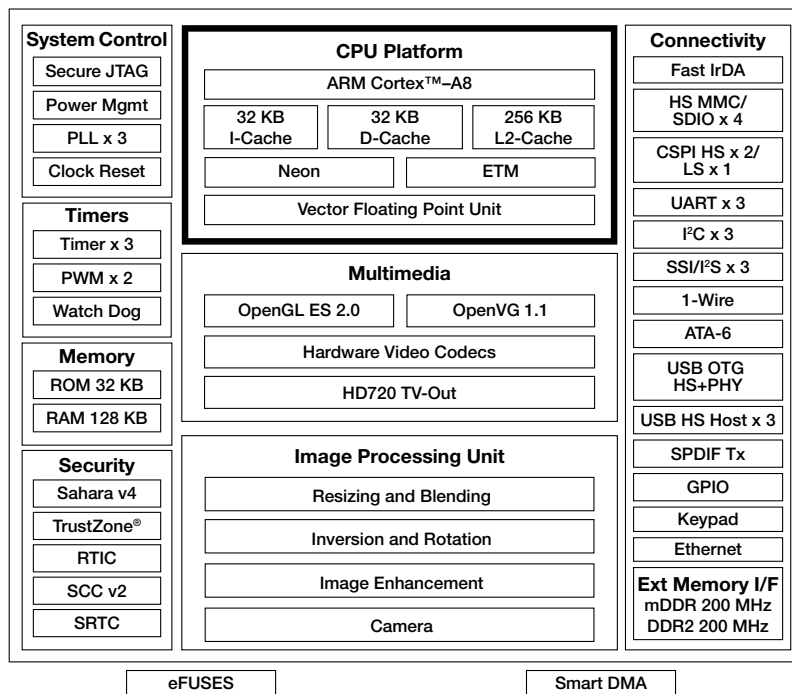 System Control
Secure JTAG
Power Mgmt
PLL x 3
Clock Reset
Timers
Timer x 3
PWM x 2
Watch Dog
Memory
ROM 32 KB
RAM 128 KB
Security
Sahara v4
TrustZone®
RTIC
SCC v2
SRTC
CPU Platform
ARM Cortex™–A8
32 KB
I-Cache
32 KB
D-Cache
256 KB
L2-Cache
Neon
ETM
Vector Floating Point Unit
Multimedia
OpenGL ES 2.0
OpenVG 1.1
Hardware Video Codecs
HD720 TV-Out
Image Processing Unit
Resizing and Blending
Inversion and Rotation
Image Enhancement
Camera
Connectivity
Fast IrDA
HS MMC/
SDIO x 4
CSPI HS x 2/
LS x 1
UART x 3
I²C x 3
SSI/I²S x 3
1-Wire
ATA-6
USB OTG
HS+PHY
USB HS Host x 3
SPDIF Tx
GPIO
Keypad
Ethernet
Ext Memory I/F
mDDR 200 MHz
DDR2 200 MHz
eFUSES
Smart DMA